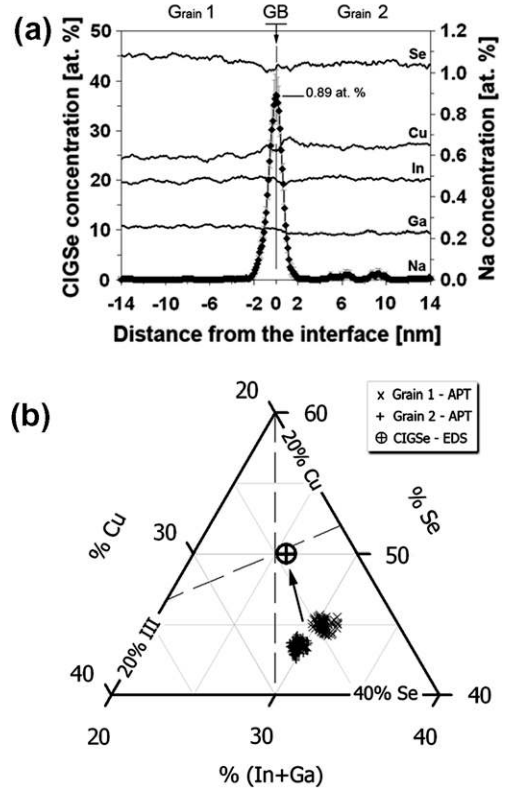 (a)
Grain 1 GB Grain 2
50 1.2
40 1.0
30 0.8
20 0.6
10 0.4
0 0.2
0.0
CIGSe concentration [at. %]
Na concentration [at. %]
Se
0.89 at. %
Cu
In
Ga
Na
-14 -10 -6 -2 0 2 6 10 14
Distance from the interface [nm]
(b)
× Grain 1 - APT
+ Grain 2 - APT
⊕ CIGSe - EDS
20 60
20% Cu
% Cu
% Se
30 50
20% III
40 40% Se 40
20 30 40
% (In+Ga)